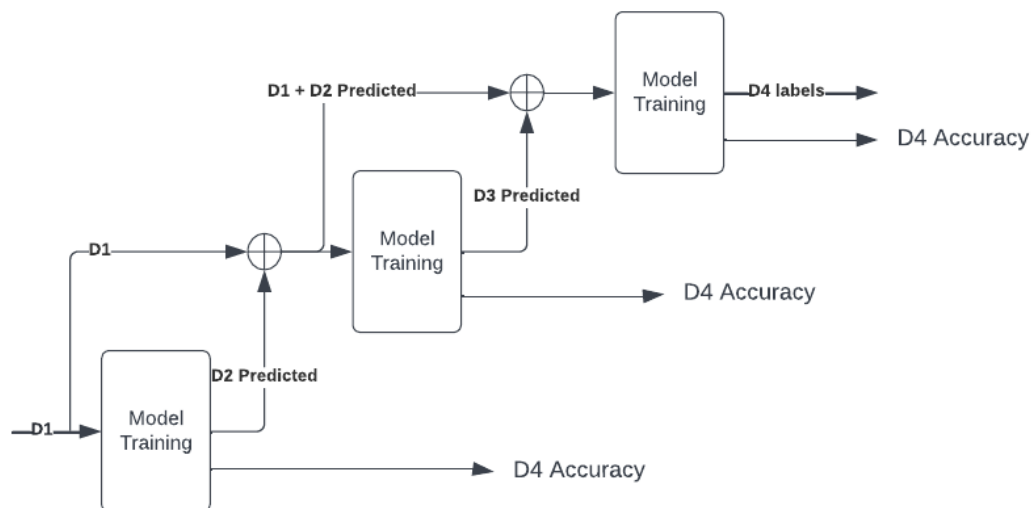 D1 + D2 Predicted
Model
Training
D4 labels
D4 Accuracy
D3 Predicted
D1
Model
Training
D4 Accuracy
D2 Predicted
D1
Model
Training
D4 Accuracy